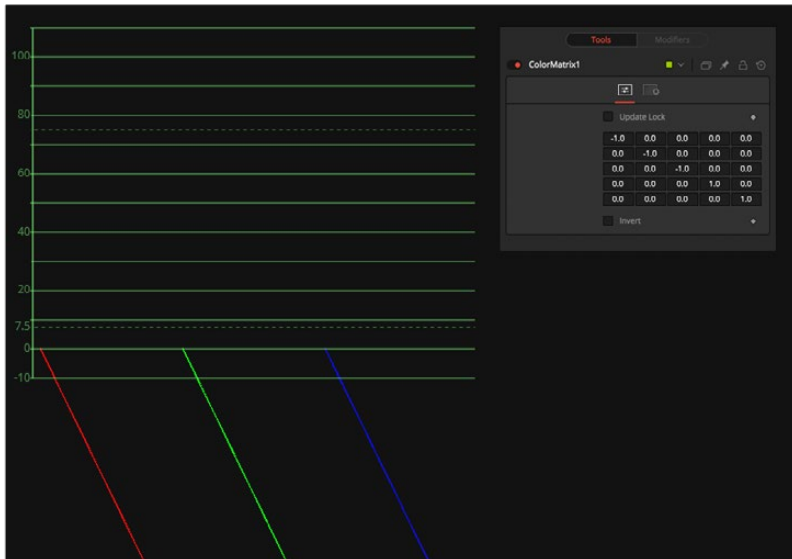 Tools Modifiers
ColorMatrix1
Update Lock
-1.0 0.0 0.0 0.0 0.0
0.0 -1.0 0.0 0.0 0.0
0.0 0.0 -1.0 0.0 0.0
0.0 0.0 0.0 1.0 0.0
0.0 0.0 0.0 0.0 1.0
Invert
100
80
60
40
20
7.5
0
-10